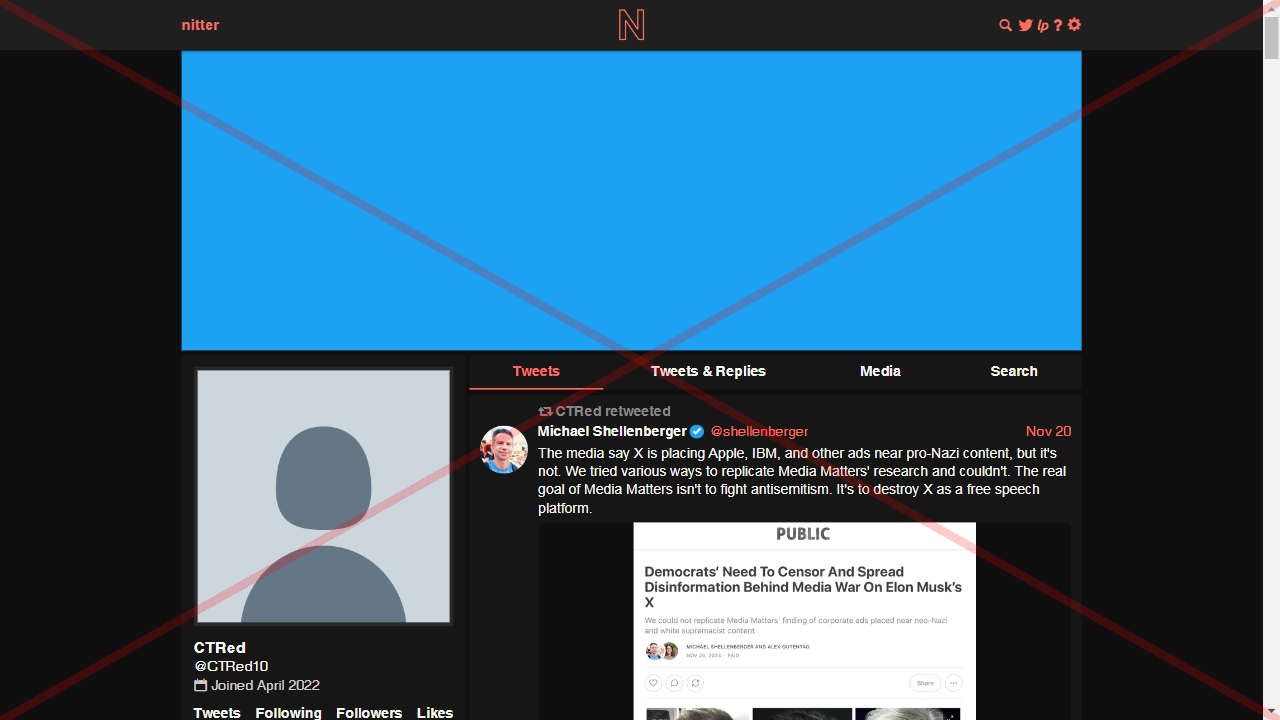 nitter
N
lp ?
Tweets
Tweets & Replies
Media
Search
CTRed retweeted
Michael Shellenberger @shellenberger Nov 20
The media say X is placing Apple, IBM, and other ads near pro-Nazi content, but it's
not. We tried various ways to replicate Media Matters' research and couldn't. The real
goal of Media Matters isn't to fight antisemitism. It's to destroy X as a free speech
platform.
PUBLIC
Democrats' Need To Censor And Spread
Disinformation Behind Media War On Elon Musk's
X
We could not replicate Media Matters' finding of corporate ads placed near neo-Nazi
and white supremacist content
MICHAEL SHELLENBERGER AND ALEX GUTENTAG
NOV 20, 2023 · PAID
Share
CTRed
@CTRed10
Joined April 2022
Tweets Following Followers Likes